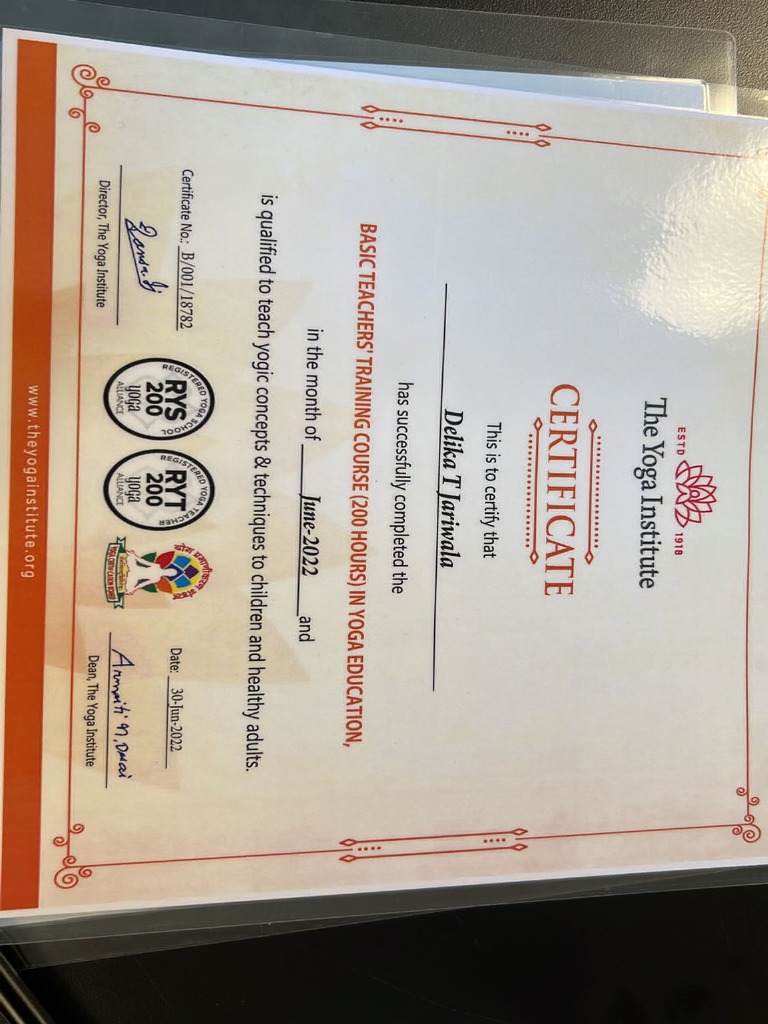 ESTD 1918
The Yoga Institute
CERTIFICATE
This is to certify that
Delika T Jariwala
has successfully completed the
BASIC TEACHERS' TRAINING COURSE (200 HOURS) IN YOGA EDUCATION,
in the month of June-2022 and
is qualified to teach yogic concepts & techniques to children and healthy adults.
Certificate No.: B/001/18782
Date: 30-Jun-2022
Director, The Yoga Institute
REGISTERED YOGA SCHOOL
RYS
200
yoga
ALLIANCE
REGISTERED YOGA TEACHER
RYT
200
yoga
ALLIANCE
YOGA CERTIFICATION BOARD
Dean, The Yoga Institute
www.theyogainstitute.org